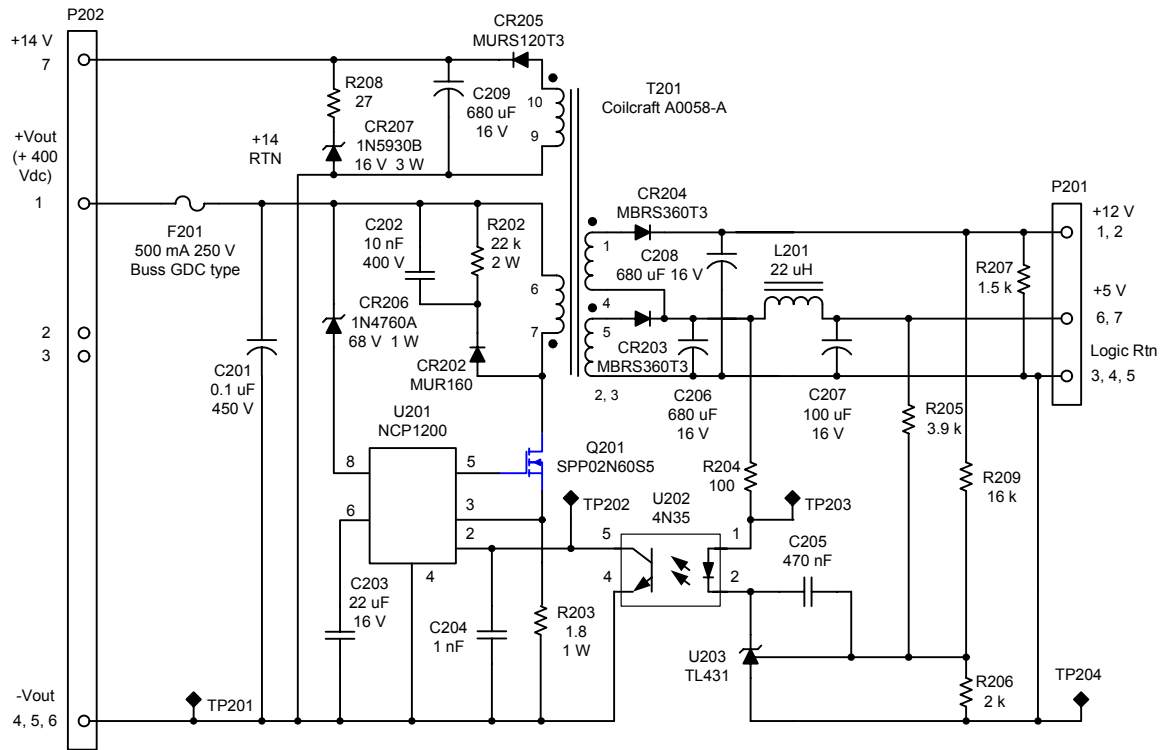 P202
+14 V
7
+Vout
(+ 400
Vdc)
1
2
3
-Vout
4, 5, 6
F201
500 mA 250 V
Buss GDC type
+14
RTN
R208
27
CR207
1N5930B
16 V 3 W
C209
680 uF
16 V
CR205
MURS120T3
10
9
T201
Coilcraft A0058-A
C201
0.1 uF
450 V
CR206
1N4760A
68 V 1 W
C202
10 nF
400 V
R202
22 k
2 W
CR202
MUR160
6
7
CR204
MBRS360T3
1
4
5
2, 3
CR203
MBRS360T3
C208
680 uF 16 V
L201
22 uH
C206
680 uF
16 V
C207
100 uF
16 V
R207
1.5 k
P201
+12 V
1, 2
+5 V
6, 7
Logic Rtn
3, 4, 5
U201
NCP1200
8
5
6
3
2
4
Q201
SPP02N60S5
TP202
U202
4N35
5
4
1
2
R204
100
TP203
C205
470 nF
R205
3.9 k
R209
16 k
C203
22 uF
16 V
C204
1 nF
R203
1.8
1 W
U203
TL431
R206
2 k
TP204
TP201